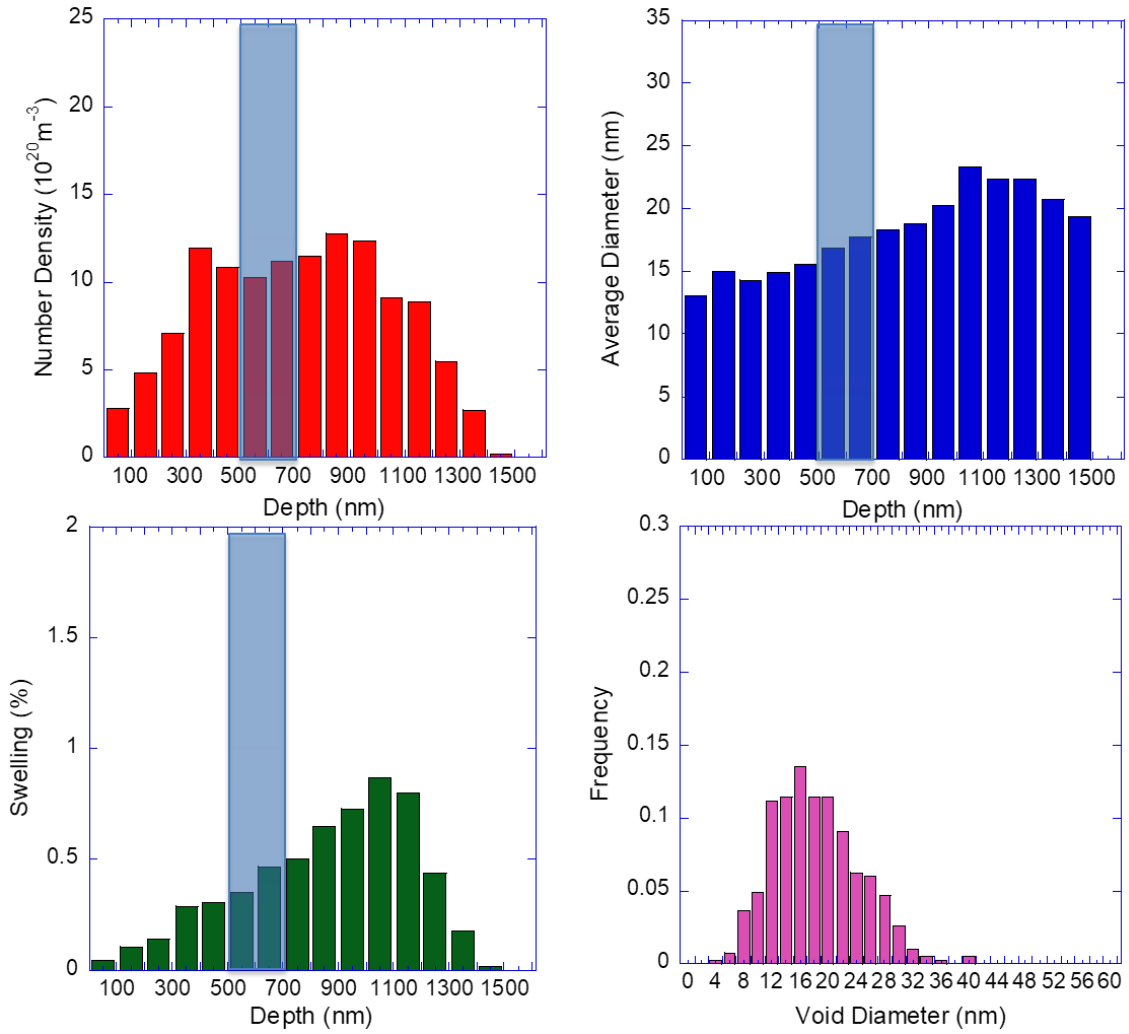 25
20
15
10
5
0
Number Density (10²⁰m⁻³)
100 300 500 700 900 1100 1300 1500
Depth (nm)
35
30
25
20
15
10
5
0
Average Diameter (nm)
100 300 500 700 900 1100 1300 1500
Depth (nm)
2
1.5
1
0.5
0
Swelling (%)
100 300 500 700 900 1100 1300 1500
Depth (nm)
0.3
0.25
0.2
0.15
0.1
0.05
0
Frequency
0 4 8 12 16 20 24 28 32 36 40 44 48 52 56 60
Void Diameter (nm)